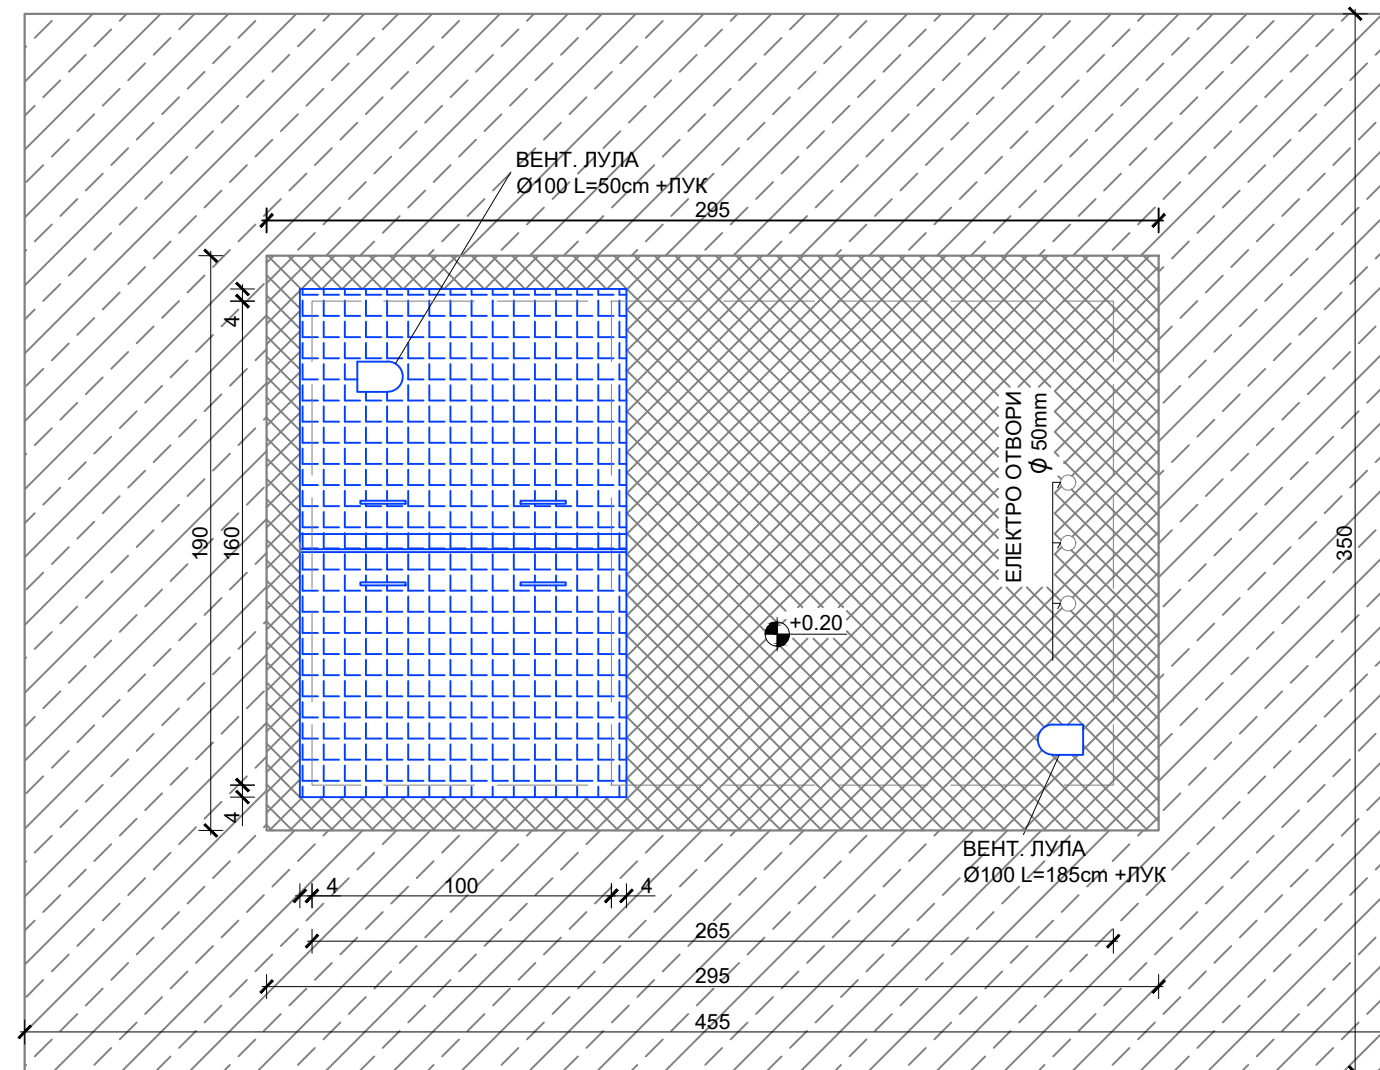 ВЕНТ. ЛУЛА
Ø100 L=50cm +ЛУК
295
4
190
160
4
ЕЛЕКТРО ОТВОРИ
ϕ 50mm
350
+0.20
ВЕНТ. ЛУЛА
Ø100 L=185cm +ЛУК
4
100
4
265
295
455